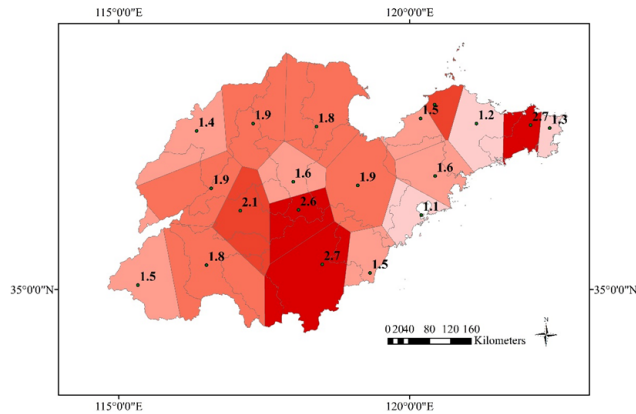 115°0'0"E 120°0'0"E
1.5 1.2 2.7 1.3
1.4 1.9 1.8
1.9 1.6 1.9 1.6
2.1 2.6 1.1
1.5 1.8 2.7 1.5
35°0'0"N 35°0'0"N
N
0 20 40 80 120 160
Kilometers
115°0'0"E 120°0'0"E